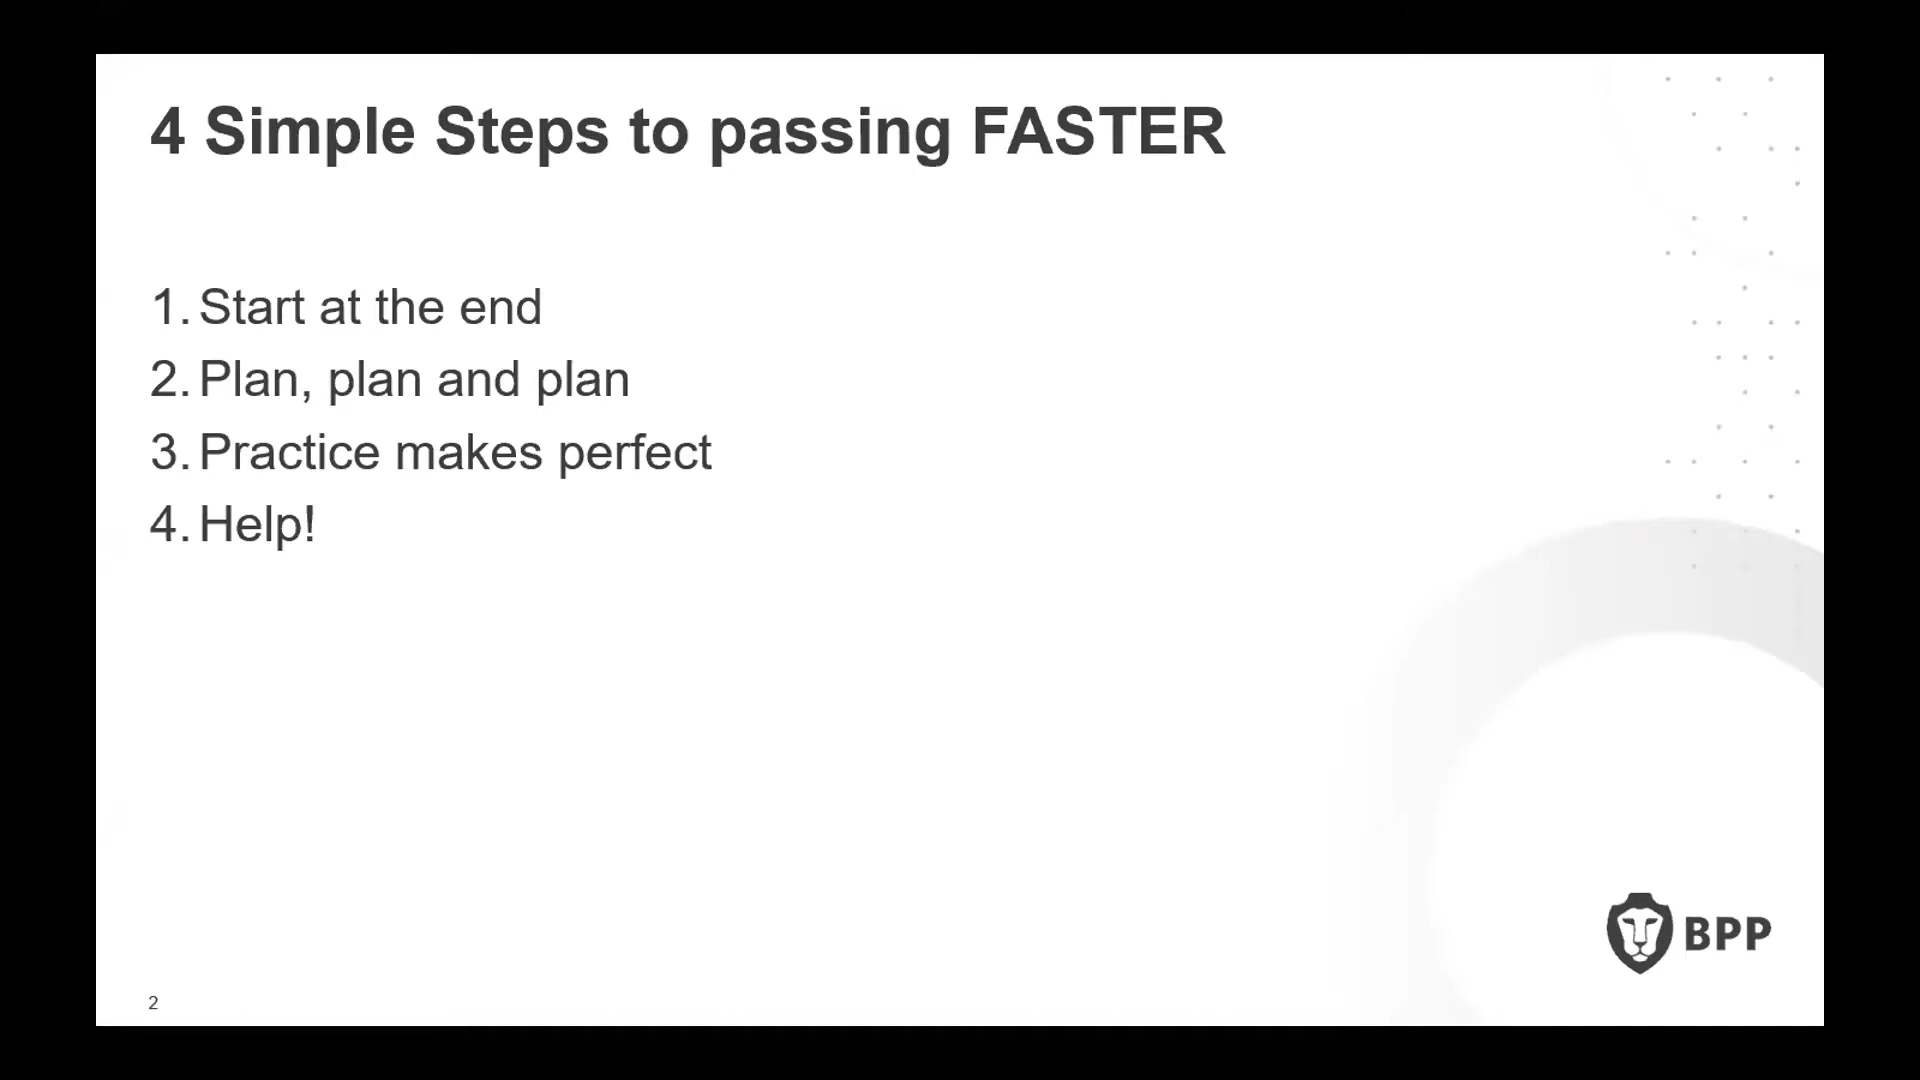 4 Simple Steps to passing FASTER
1. Start at the end
2. Plan, plan and plan
3. Practice makes perfect
4. Help!
BPP
2